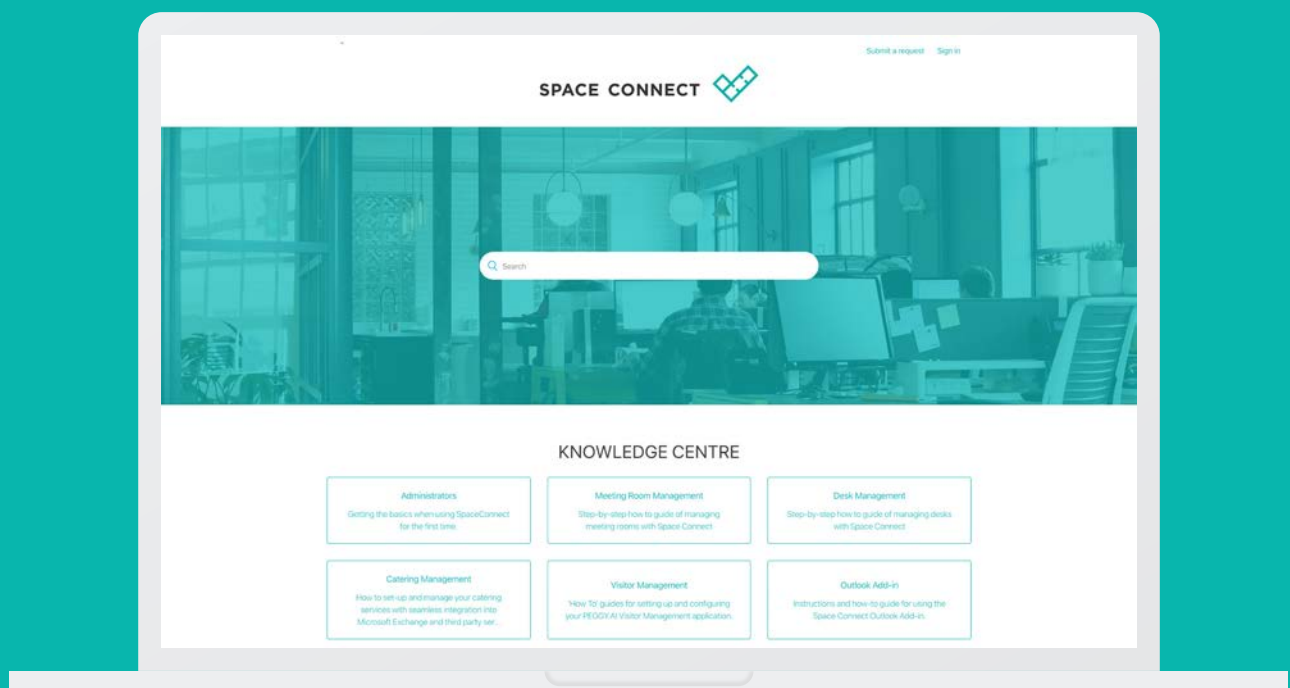 Submit a request Sign in
SPACE CONNECT
Search
KNOWLEDGE CENTRE
Administrators
Getting the basics when using SpaceConnect
for the first time.
Meeting Room Management
Step-by-step how to guide of managing
meeting rooms with Space Connect
Desk Management
Step-by-step how to guide of managing desks
with Space Connect
Catering Management
How to set-up and manage your catering
services with seamless integration into
Microsoft Exchange and third party ser...
Visitor Management
'How To' guides for setting up and configuring
your PEGGY.AI Visitor Management application.
Outlook Add-in
Instructions and how-to guide for using the
Space Connect Outlook Add-in.